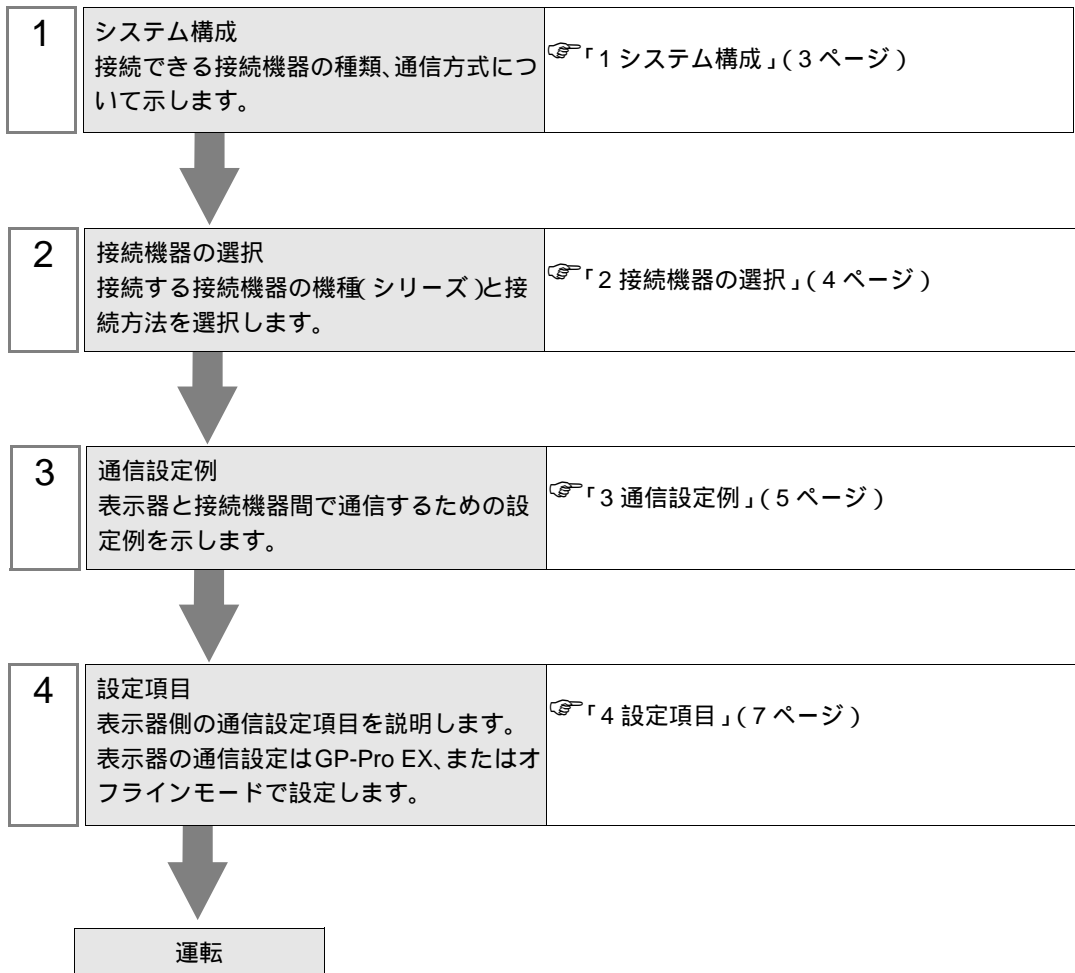 1
システム構成
接続できる接続機器の種類、通信方式につ
いて示します。
☞「1 システム構成」(3 ページ)
2
接続機器の選択
接続する接続機器の機種(シリーズ)と接
続方法を選択します。
☞「2 接続機器の選択」(4 ページ)
3
通信設定例
表示器と接続機器間で通信するための設
定例を示します。
☞「3 通信設定例」(5 ページ)
4
設定項目
表示器側の通信設定項目を説明します。
表示器の通信設定はGP-Pro EX、またはオ
フラインモードで設定します。
☞「4 設定項目」(7 ページ)
運転